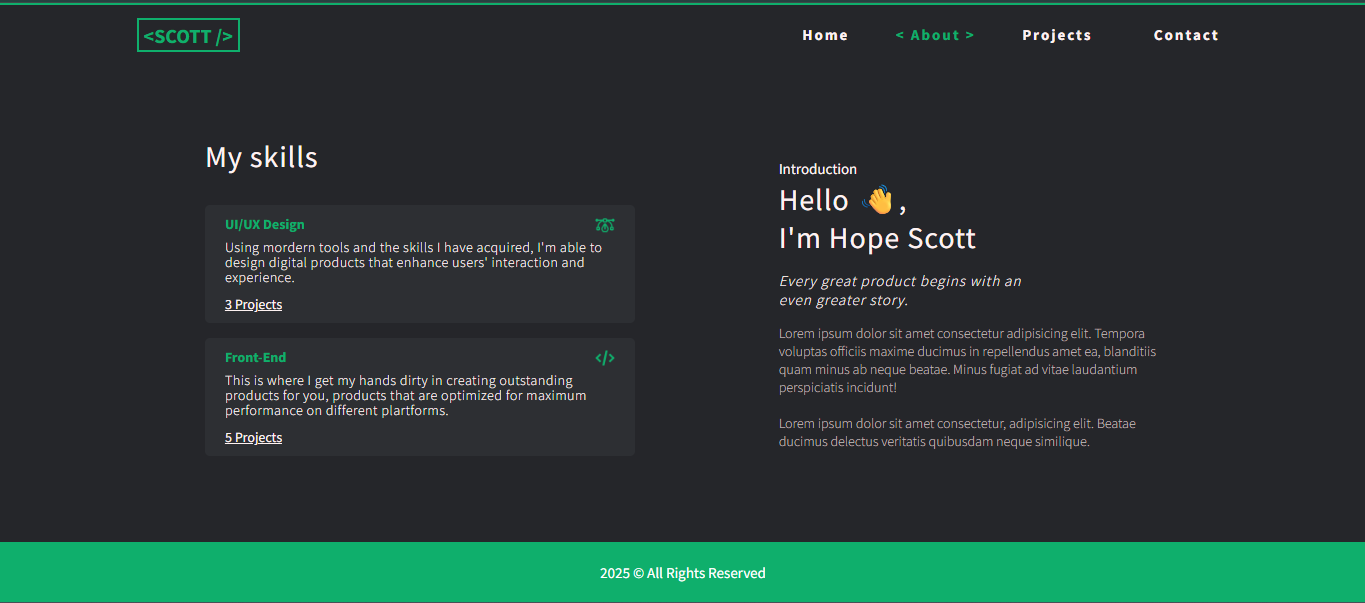 <SCOTT />
Home
< About >
Projects
Contact
My skills
UI/UX Design
Using mordern tools and the skills I have acquired, I'm able to
design digital products that enhance users' interaction and
experience.
3 Projects
Front-End
</>
This is where I get my hands dirty in creating outstanding
products for you, products that are optimized for maximum
performance on different plartforms.
5 Projects
Introduction
Hello 👋,
I'm Hope Scott
Every great product begins with an
even greater story.
Lorem ipsum dolor sit amet consectetur adipisicing elit. Tempora
voluptas officiis maxime ducimus in repellendus amet ea, blanditiis
quam minus ab neque beatae. Minus fugiat ad vitae laudantium
perspiciatis incidunt!
Lorem ipsum dolor sit amet consectetur, adipisicing elit. Beatae
ducimus delectus veritatis quibusdam neque similique.
2025 © All Rights Reserved